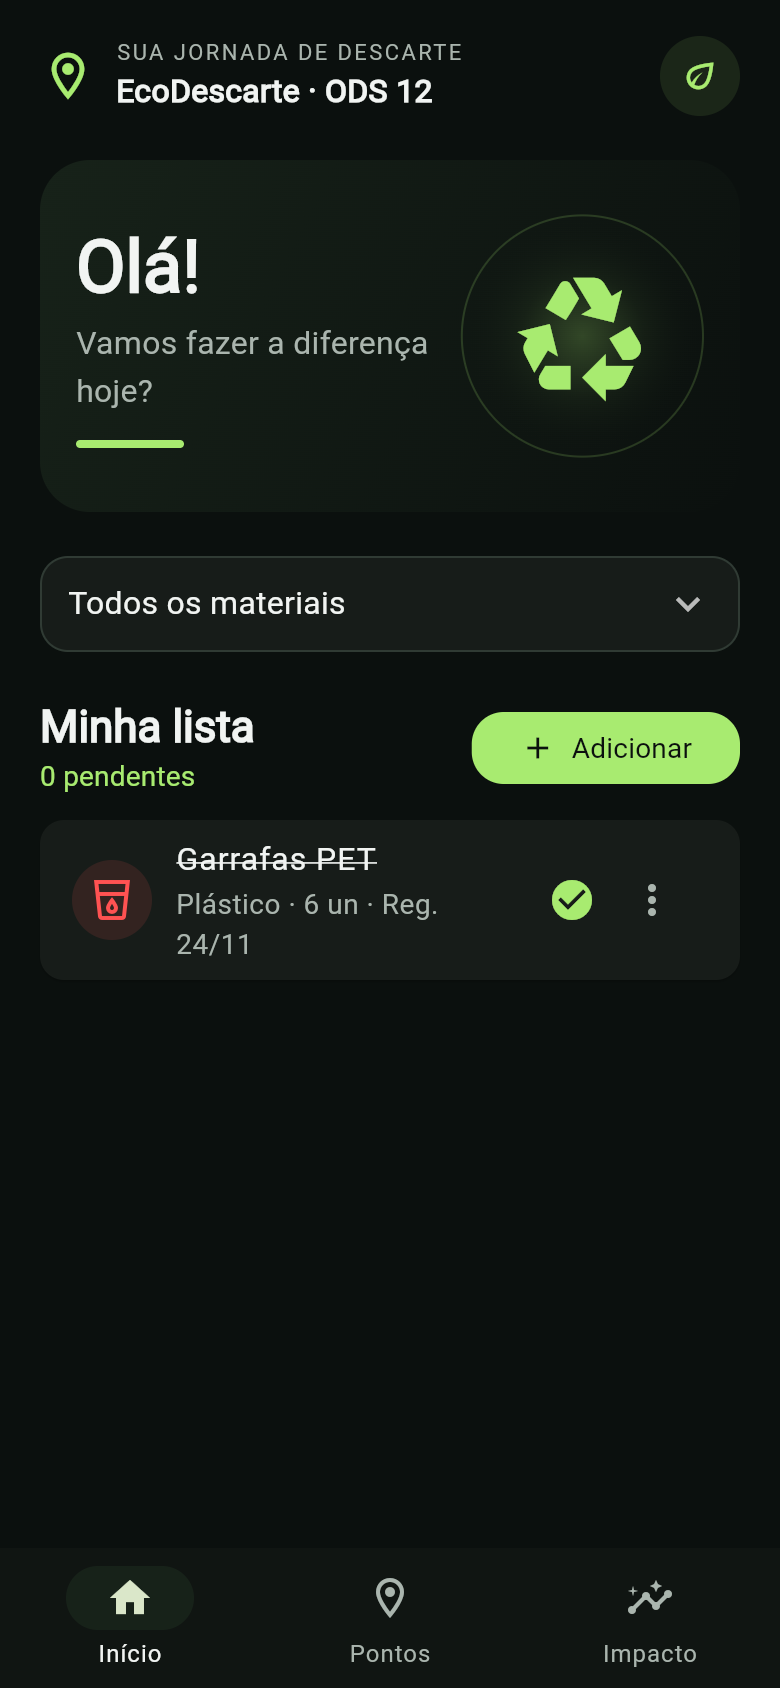 SUA JORNADA DE DESCARTE
EcoDescarte · ODS 12
Olá!
Vamos fazer a diferença
hoje?
Todos os materiais
Minha lista
0 pendentes
+ Adicionar
Garrafas PET
Plástico · 6 un · Reg.
24/11
Início
Pontos
Impacto